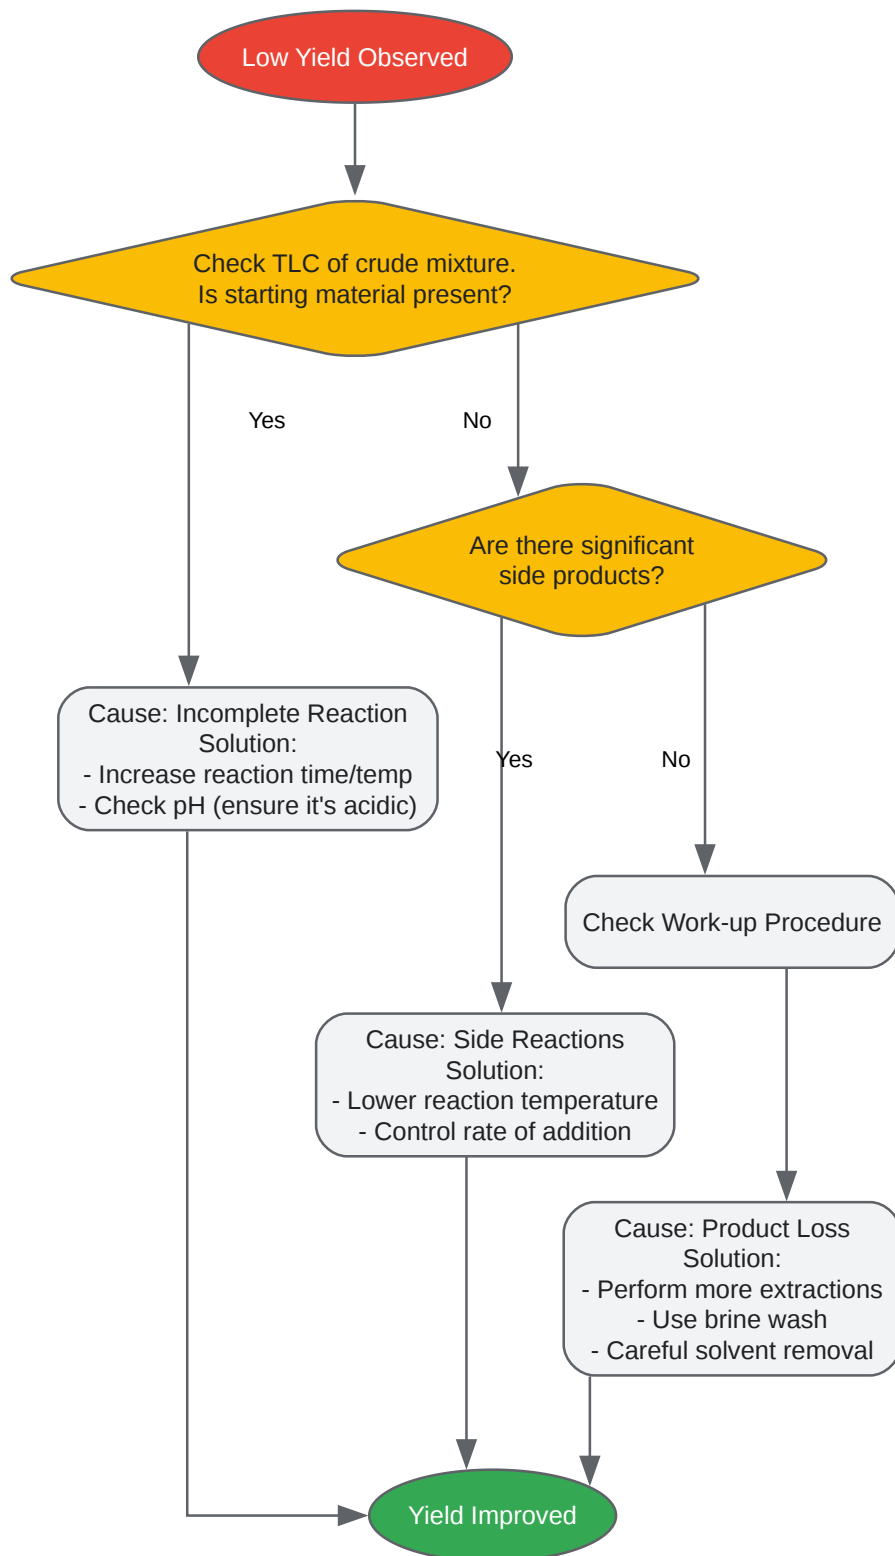 Low Yield Observed
Check TLC of crude mixture.
Is starting material present?
Yes
No
Are there significant
side products?
Cause: Incomplete Reaction
Solution:
- Increase reaction time/temp
- Check pH (ensure it's acidic)
Yes
No
Check Work-up Procedure
Cause: Side Reactions
Solution:
- Lower reaction temperature
- Control rate of addition
Cause: Product Loss
Solution:
- Perform more extractions
- Use brine wash
- Careful solvent removal
Yield Improved